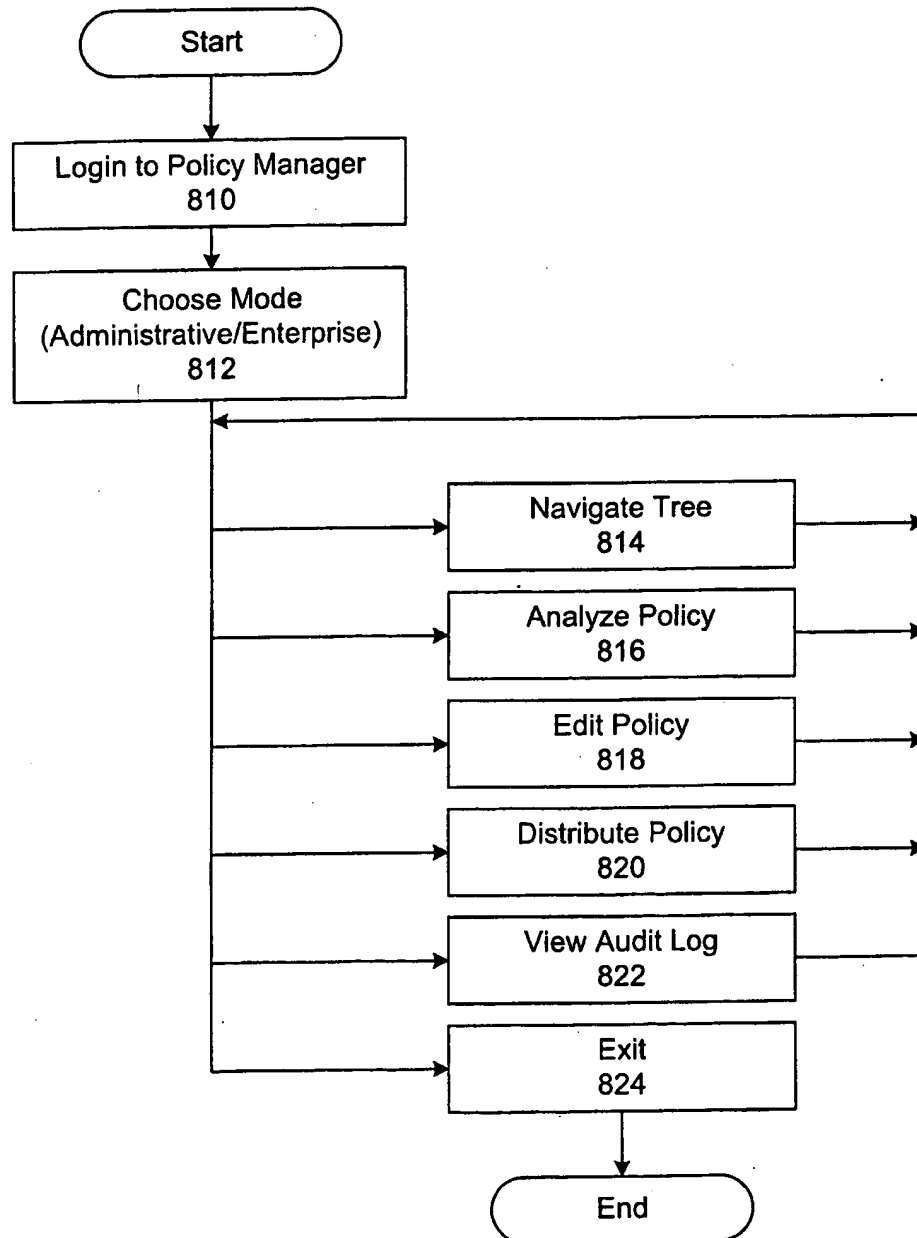 Start
Login to Policy Manager
810
Choose Mode
(Administrative/Enterprise)
812
Navigate Tree
814
Analyze Policy
816
Edit Policy
818
Distribute Policy
820
View Audit Log
822
Exit
824
End